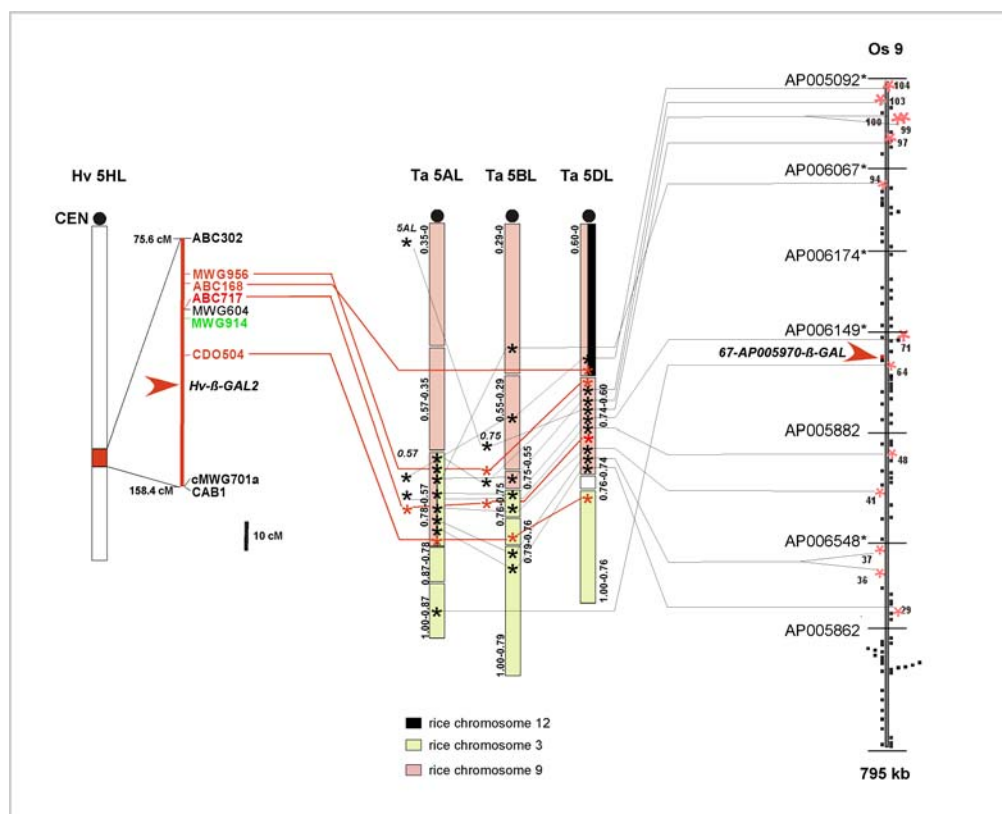 Os 9
AP005092*
104
103
100
99
97
AP006067*
94
AP006174*
AP006149*
71
67-AP005970-ß-GAL
64
AP005882
48
41
AP006548*
37
36
29
AP005862
795 kb
Hv 5HL
CEN
75.6 cM
ABC302
MWG956
ABC168
ABC717
MWG604
MWG914
CDO504
Hv-ß-GAL2
cMWG701a
158.4 cM
CAB1
10 cM
Ta 5AL
Ta 5BL
Ta 5DL
5AL
0.35-0
0.57-0.35
0.57
0.78-0.57
0.87-0.78
1.00-0.87
0.29-0
0.55-0.29
0.75
0.75-0.55
0.76-0.75
0.79-0.76
1.00-0.79
0.60-0
0.74-0.60
0.76-0.74
1.00-0.76
rice chromosome 12
rice chromosome 3
rice chromosome 9